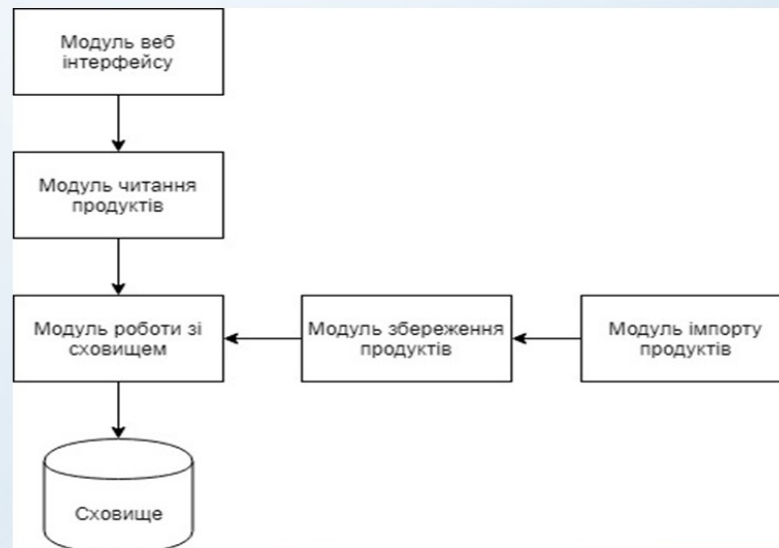 Модуль веб
інтерфейсу
Модуль читання
продуктів
Модуль роботи зі
сховищем
Модуль збереження
продуктів
Модуль імпорту
продуктів
Сховище